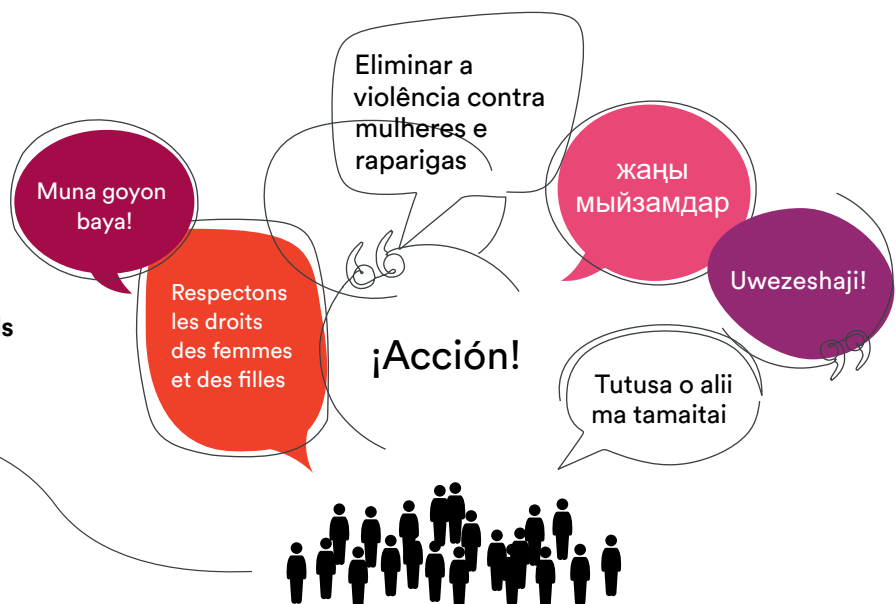 Eliminar a
violência contra
mulheres e
raparigas
Muna goyon
baya!
жаңы
мыйзамдар
Respectons
les droits
des femmes
et des filles
Uwezeshaji!
¡Acción!
Tutusa o alii
ma tamaitai